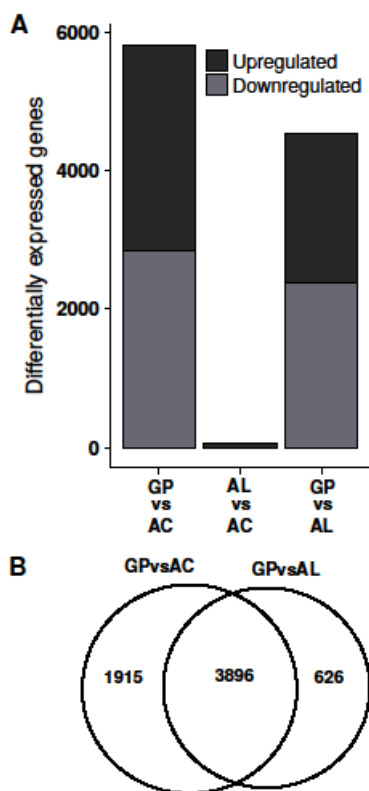 A
6000
4000
2000
0
Differentially expressed genes
Upregulated
Downregulated
GP
vs
AC
AL
vs
AC
GP
vs
AL
B
GPvsAC
GPvsAL
1915
3896
626